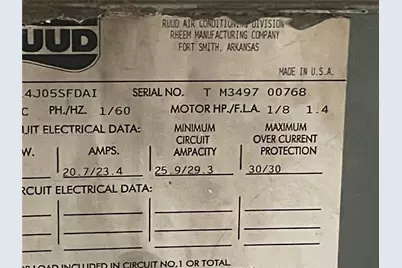 RUUD
RUUD AIR CONDITIONING DIVISION
RHEEM MANUFACTURING COMPANY
FORT SMITH, ARKANSAS
MADE IN U.S.A.
4J05SFDAI SERIAL NO. T M3497 00768
C PH./HZ. 1/60 MOTOR HP./F.L.A. 1/8 1.4
UIT ELECTRICAL DATA: MINIMUM CIRCUIT AMPACITY MAXIMUM OVER CURRENT PROTECTION
W. AMPS.
20.7/23.4 25.9/29.3 30/30
RCUIT ELECTRICAL DATA:
R LOAD INCLUDED IN CIRCUIT NO.1 OR TOTAL